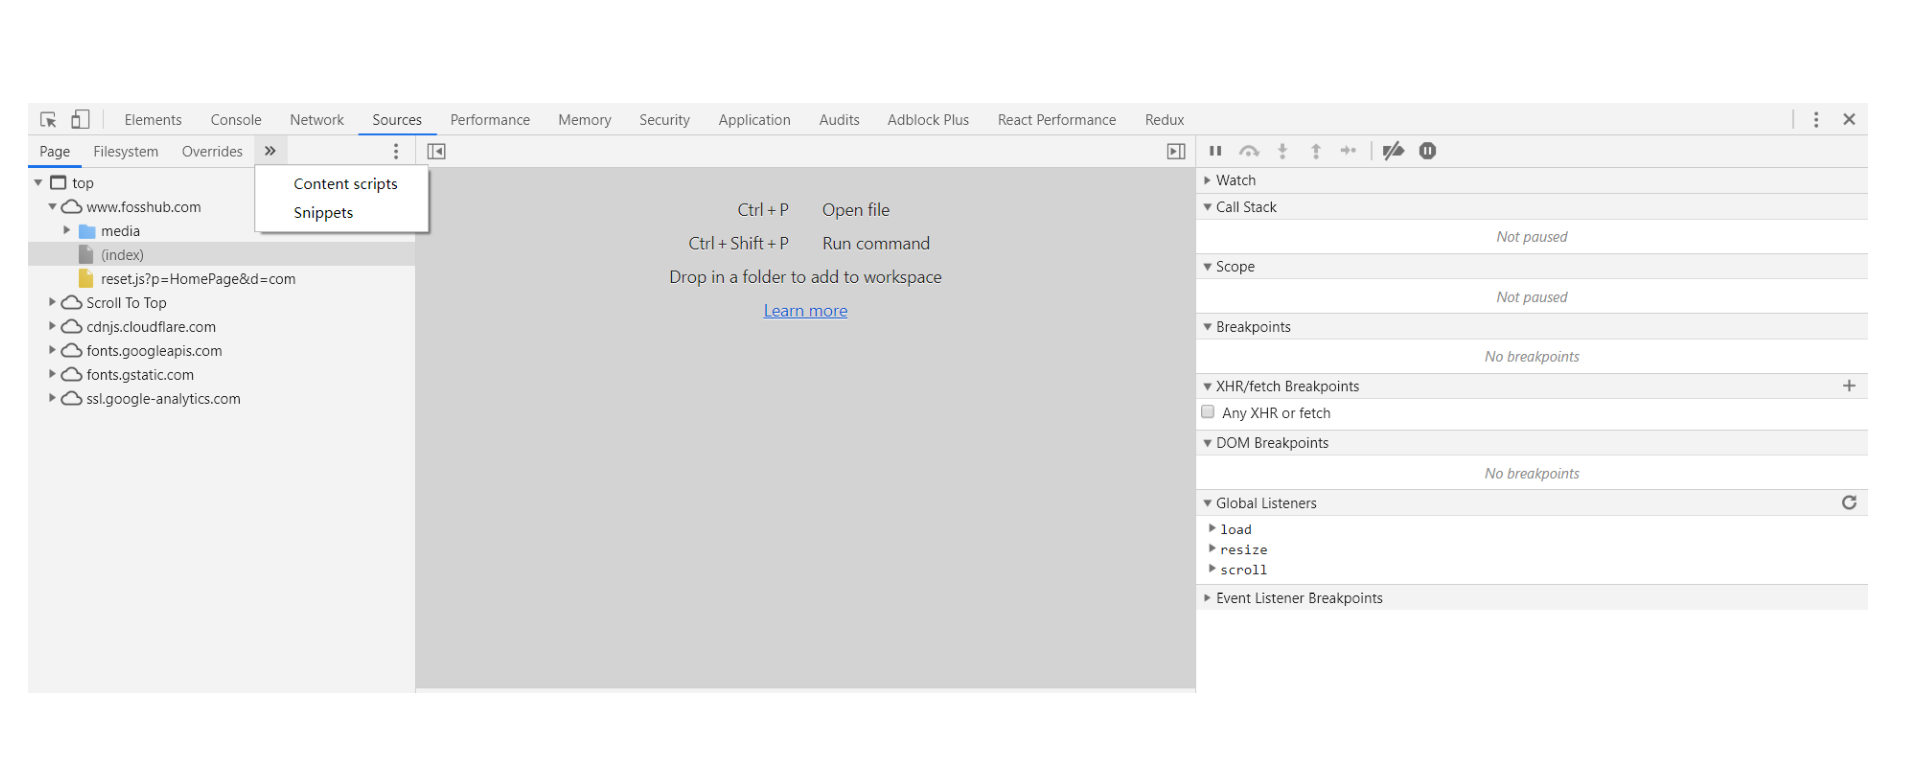 Elements Console Network Sources Performance Memory Security Application Audits Adblock Plus React Performance Redux
Page Filesystem Overrides
Content scripts
Snippets
top
www.fosshub.com
media
(index)
reset.js?p=HomePage&d=com
Scroll To Top
cdnjs.cloudflare.com
fonts.googleapis.com
fonts.gstatic.com
ssl.google-analytics.com
Ctrl + P Open file
Ctrl + Shift + P Run command
Drop in a folder to add to workspace
Learn more
Watch
Call Stack
Not paused
Scope
Not paused
Breakpoints
No breakpoints
XHR/fetch Breakpoints
Any XHR or fetch
DOM Breakpoints
No breakpoints
Global Listeners
load
resize
scroll
Event Listener Breakpoints